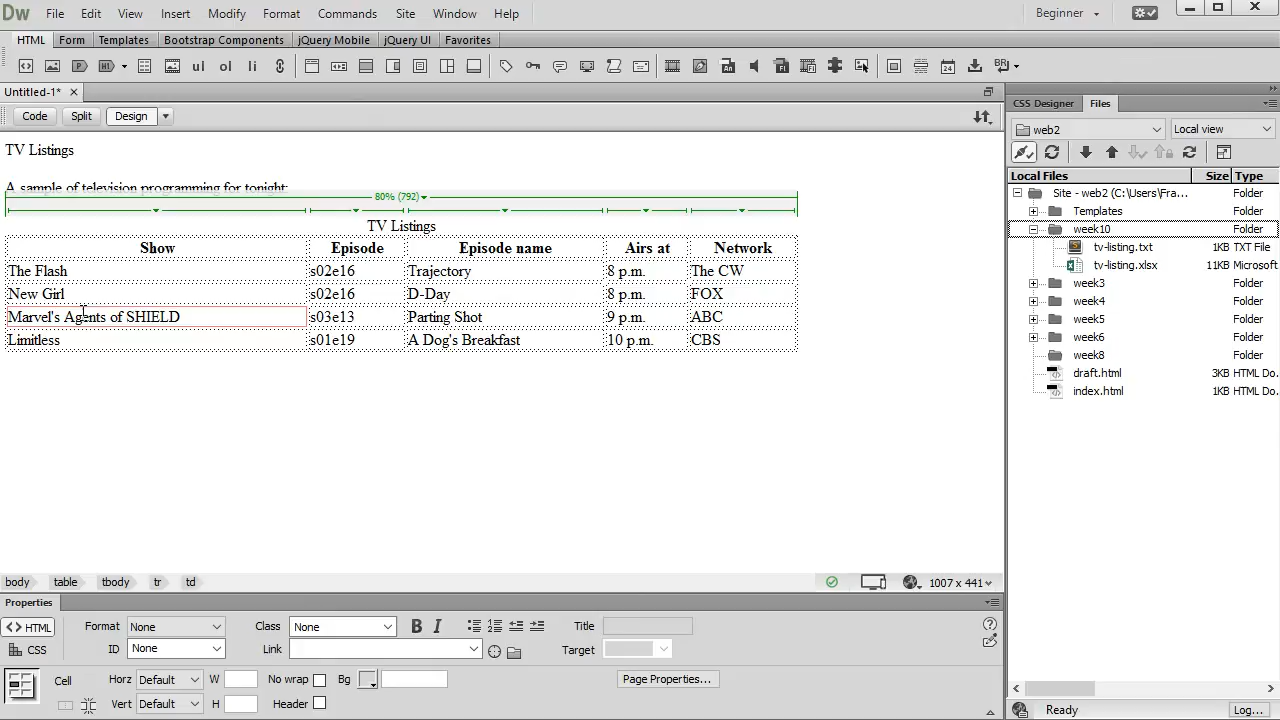 Dw File Edit View Insert Modify Format Commands Site Window Help Beginner
HTML Form Templates Bootstrap Components jQuery Mobile jQuery UI Favorites
ul ol li BR
Untitled-1*
Code Split Design
TV Listings
A sample of television programming for tonight:
80% (792)
TV Listings
Show Episode Episode name Airs at Network
The Flash s02e16 Trajectory 8 p.m. The CW
New Girl s02e16 D-Day 8 p.m. FOX
Marvel's Agents of SHIELD s03e13 Parting Shot 9 p.m. ABC
Limitless s01e19 A Dog's Breakfast 10 p.m. CBS
body table tbody tr td 1007 x 441
Properties
<> HTML Format None Class None B I Title
CSS ID None Link Target
Cell Horz Default W No wrap Bg Page Properties...
Vert Default H Header
CSS Designer Files
web2 Local view
Local Files Size Type
Site - web2 (C:\Users\Fra... Folder
Templates Folder
week10 Folder
tv-listing.txt 1KB TXT File
tv-listing.xlsx 11KB Microsoft
week3 Folder
week4 Folder
week5 Folder
week6 Folder
week8 Folder
draft.html 3KB HTML Do.
index.html 1KB HTML Do.
Ready Log...